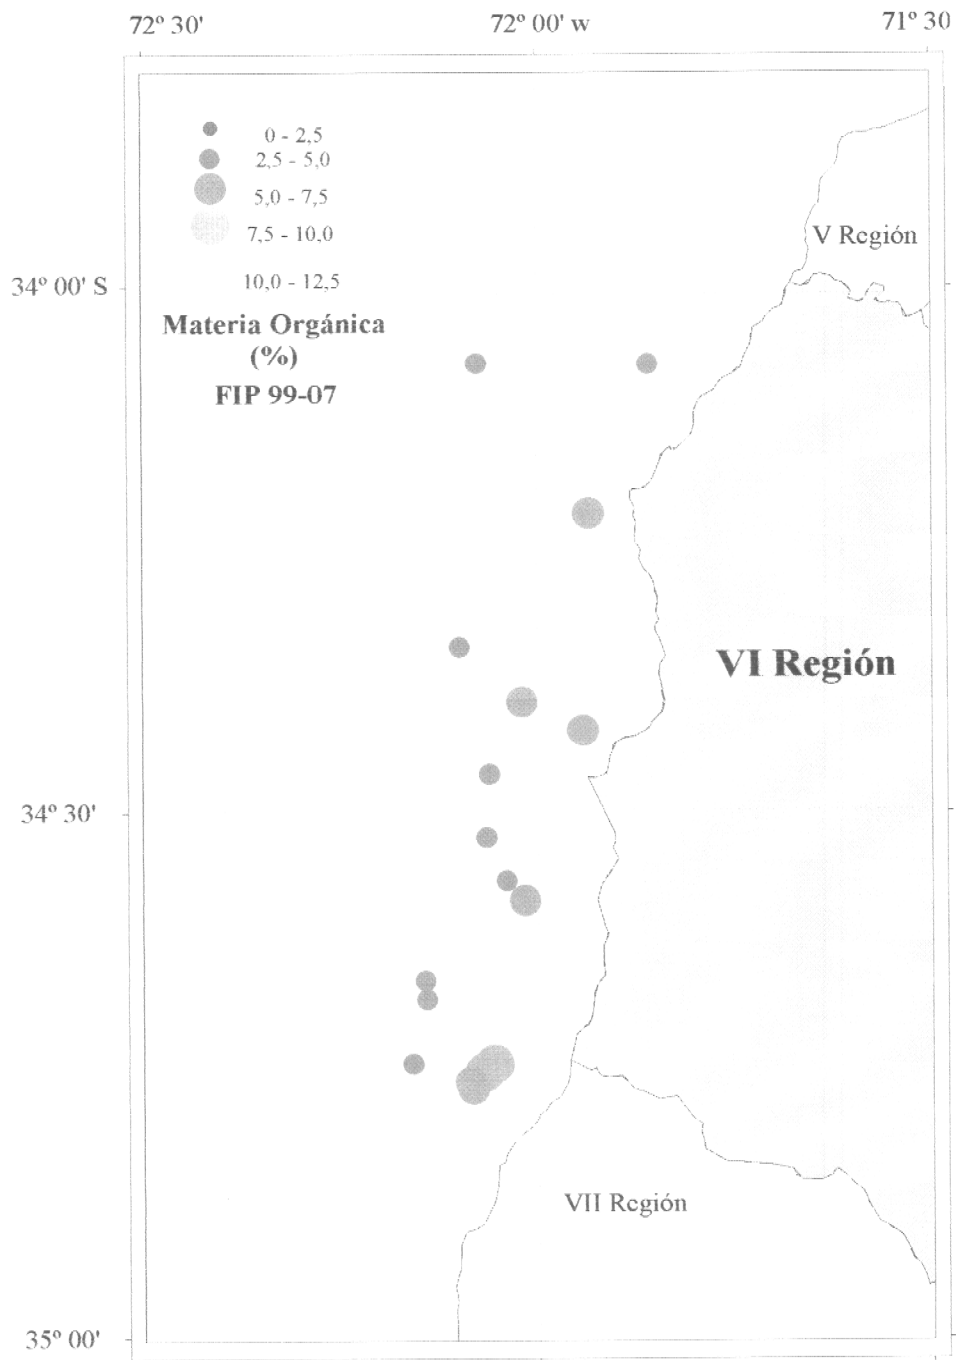 72º 30'
72º 00' w
71º 30
0 - 2,5
2,5 - 5,0
5,0 - 7,5
7,5 - 10,0
10,0 - 12,5
Materia Orgánica
(%)
FIP 99-07
V Región
34º 00' S
VI Región
34º 30'
VII Región
35º 00'